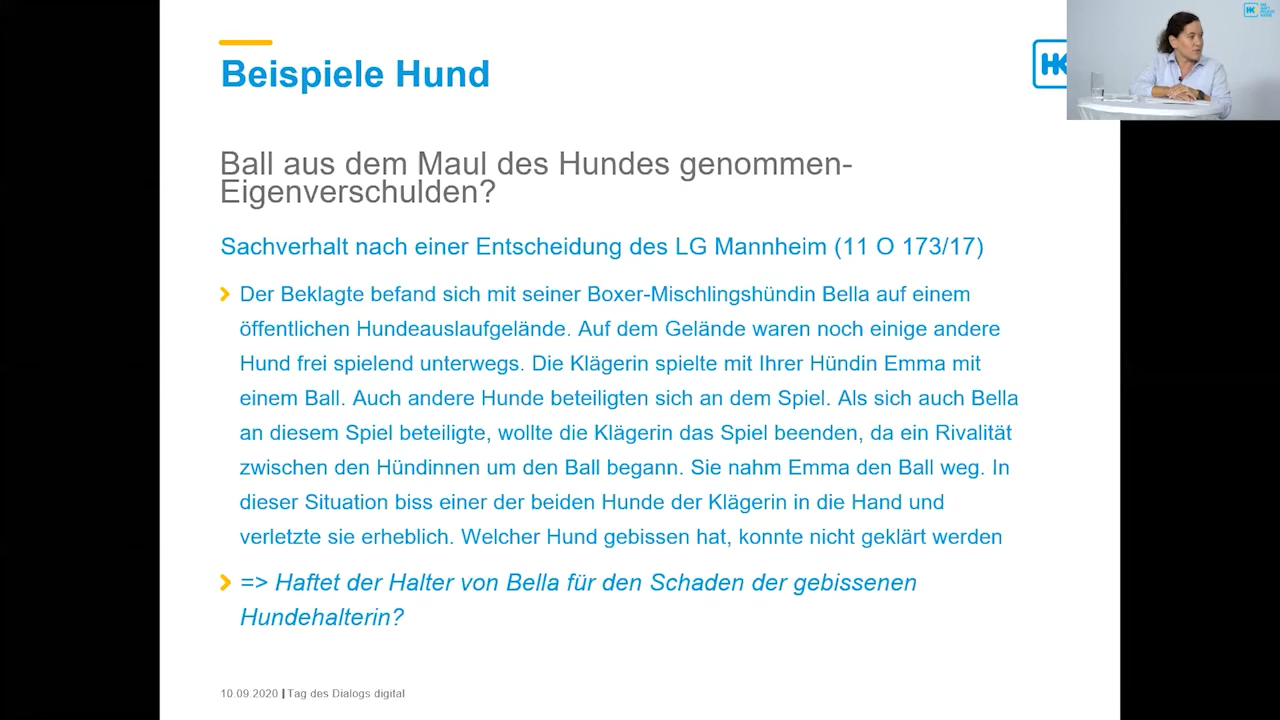 Beispiele Hund
HK
Ball aus dem Maul des Hundes genommen-
Eigenverschulden?
Sachverhalt nach einer Entscheidung des LG Mannheim (11 O 173/17)
Der Beklagte befand sich mit seiner Boxer-Mischlingshündin Bella auf einem
öffentlichen Hundeauslaufgelände. Auf dem Gelände waren noch einige andere
Hund frei spielend unterwegs. Die Klägerin spielte mit Ihrer Hündin Emma mit
einem Ball. Auch andere Hunde beteiligten sich an dem Spiel. Als sich auch Bella
an diesem Spiel beteiligte, wollte die Klägerin das Spiel beenden, da ein Rivalität
zwischen den Hündinnen um den Ball begann. Sie nahm Emma den Ball weg. In
dieser Situation biss einer der beiden Hunde der Klägerin in die Hand und
verletzte sie erheblich. Welcher Hund gebissen hat, konnte nicht geklärt werden
=> Haftet der Halter von Bella für den Schaden der gebissenen
Hundehalterin?
10.09.2020 | Tag des Dialogs digital